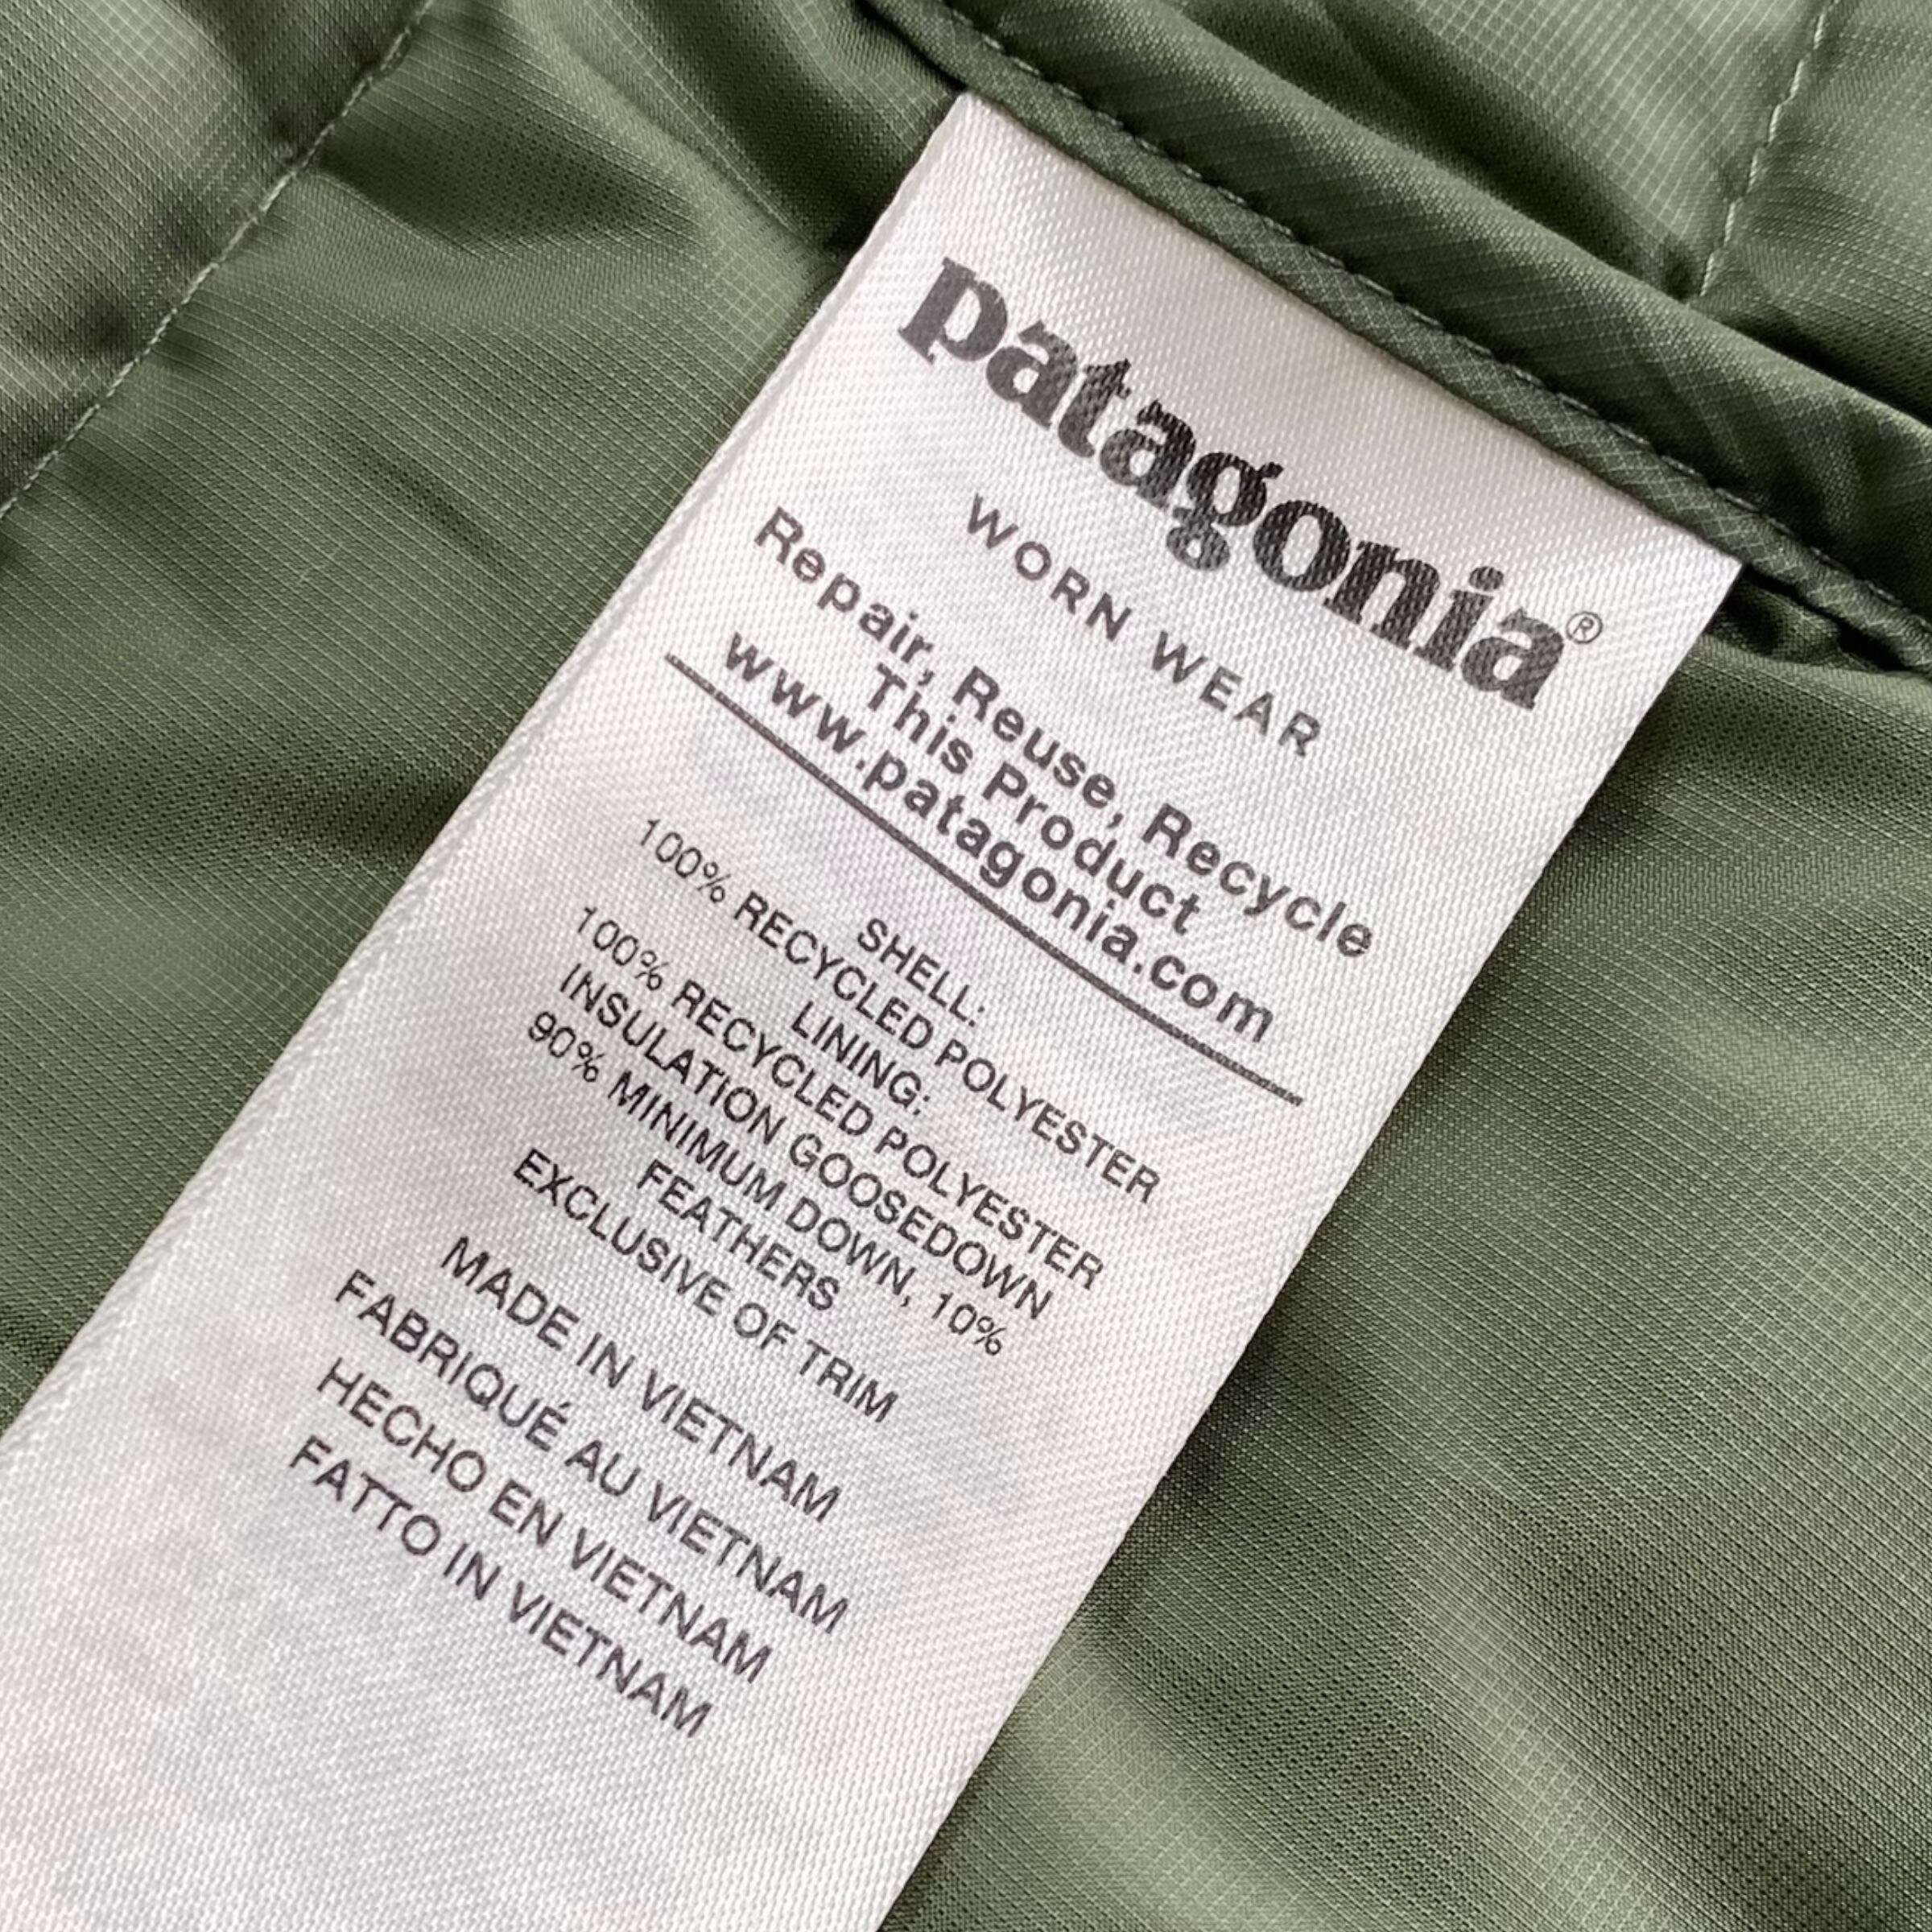 patagonia®
WORN WEAR
Repair, Reuse, Recycle
This Product
www.patagonia.com
SHELL:
100% RECYCLED POLYESTER
LINING:
100% RECYCLED POLYESTER
INSULATION GOOSEDOWN
90% MINIMUM DOWN, 10%
FEATHERS
EXCLUSIVE OF TRIM
MADE IN VIETNAM
FABRIQUÉ AU VIETNAM
HECHO EN VIETNAM
FATTO IN VIETNAM